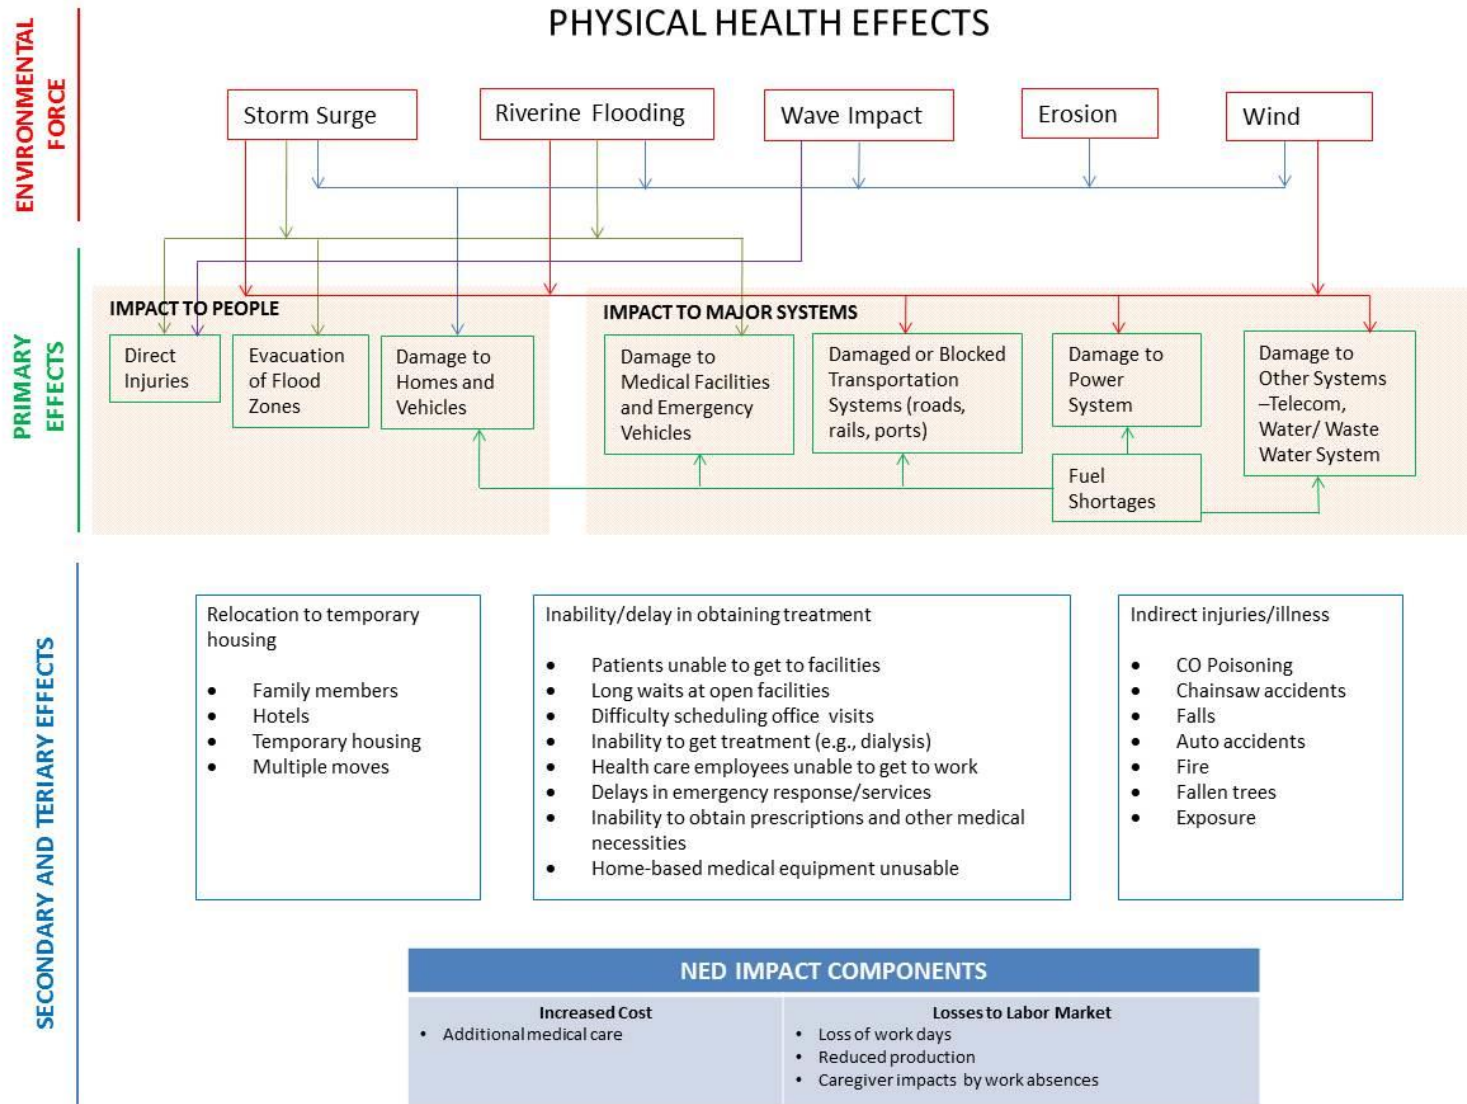 PHYSICAL HEALTH EFFECTS
ENVIRONMENTAL
FORCE
Storm Surge
Riverine Flooding
Wave Impact
Erosion
Wind
PRIMARY
EFFECTS
IMPACT TO PEOPLE
Direct
Injuries
Evacuation
of Flood
Zones
Damage to
Homes and
Vehicles
IMPACT TO MAJOR SYSTEMS
Damage to
Medical Facilities
and Emergency
Vehicles
Damaged or Blocked
Transportation
Systems (roads,
rails, ports)
Damage to
Power
System
Damage to
Other Systems
–Telecom,
Water/ Waste
Water System
Fuel
Shortages
SECONDARY AND TERIARY EFFECTS
Relocation to temporary
housing
• Family members
• Hotels
• Temporary housing
• Multiple moves
Inability/delay in obtaining treatment
• Patients unable to get to facilities
• Long waits at open facilities
• Difficulty scheduling office visits
• Inability to get treatment (e.g., dialysis)
• Health care employees unable to get to work
• Delays in emergency response/services
• Inability to obtain prescriptions and other medical
necessities
• Home-based medical equipment unusable
Indirect injuries/illness
• CO Poisoning
• Chainsaw accidents
• Falls
• Auto accidents
• Fire
• Fallen trees
• Exposure
NED IMPACT COMPONENTS
Increased Cost
• Additional medical care
Losses to Labor Market
• Loss of work days
• Reduced production
• Caregiver impacts by work absences